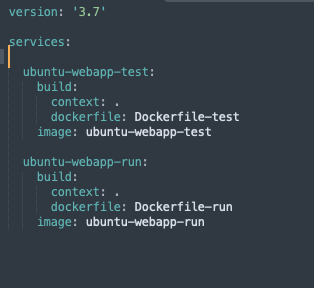 version: '3.7'
services:
ubuntu-webapp-test:
build:
context: .
dockerfile: Dockerfile-test
image: ubuntu-webapp-test
ubuntu-webapp-run:
build:
context: .
dockerfile: Dockerfile-run
image: ubuntu-webapp-run